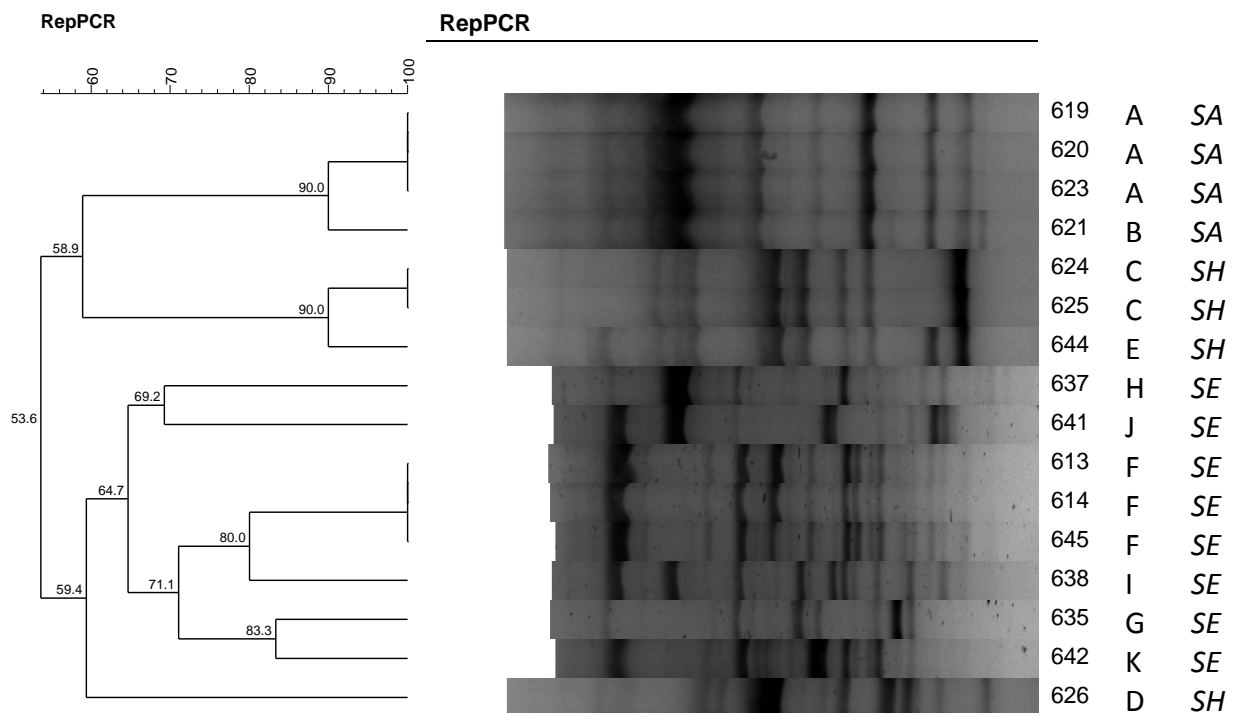 RepPCR RepPCR
60 70 80 90 100
619 A SA
620 A SA
90.0
623 A SA
621 B SA
58.9
624 C SH
625 C SH
90.0
644 E SH
637 H SE
69.2
53.6
641 J SE
613 F SE
64.7
614 F SE
80.0
645 F SE
71.1
638 I SE
59.4
635 G SE
83.3
642 K SE
626 D SH